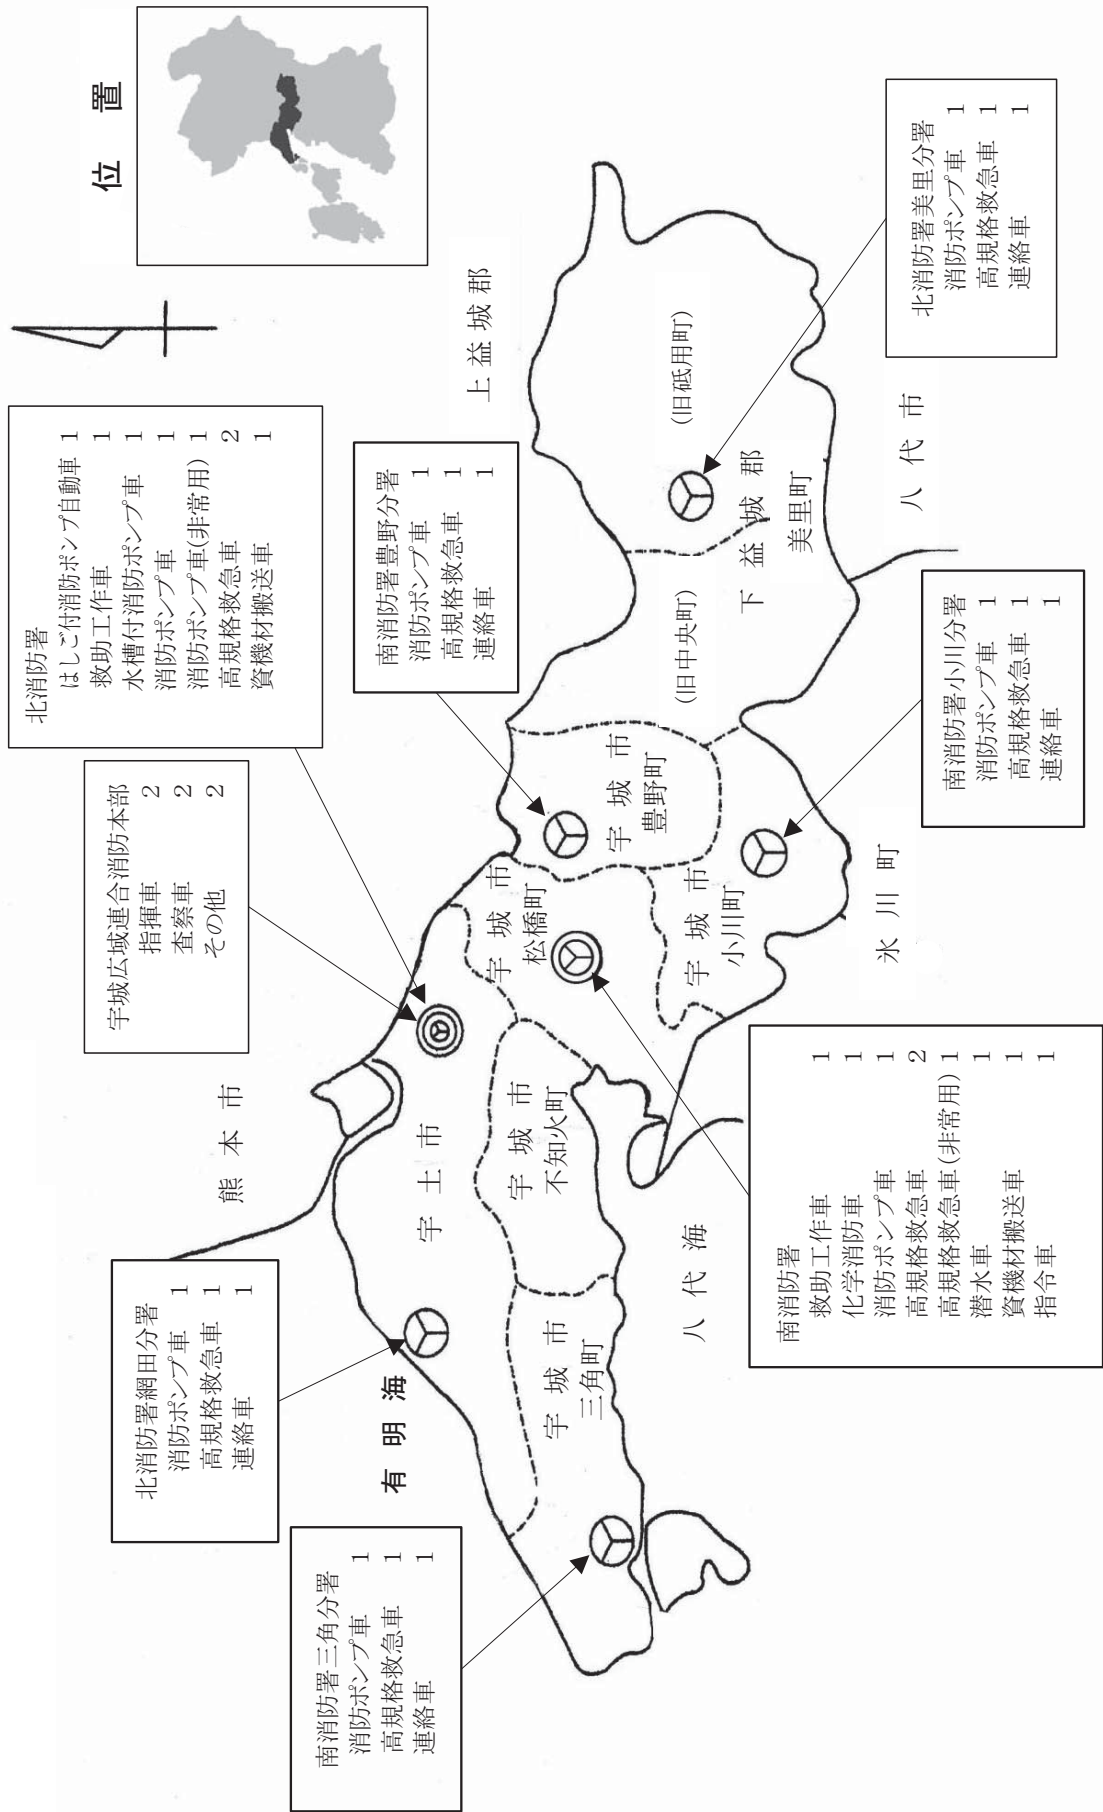 位置
北消防署
はしご付消防ポンプ自動車 1
救助工作車 1
水槽付消防ポンプ車 1
消防ポンプ車 1
消防ポンプ車(非常用) 1
高規格救急車 2
資機材搬送車 1
宇城広域連合消防本部
指揮車 2
査察車 2
その他 2
南消防署豊野分署
消防ポンプ車 1
高規格救急車 1
連絡車 1
北消防署美里分署
消防ポンプ車 1
高規格救急車 1
連絡車 1
北消防署網田分署
消防ポンプ車 1
高規格救急車 1
連絡車 1
南消防署三角分署
消防ポンプ車 1
高規格救急車 1
連絡車 1
南消防署
救助工作車 1
化学消防車 1
消防ポンプ車 1
高規格救急車 2
高規格救急車(非常用) 1
潜水車 1
資機材搬送車 1
指令車 1
南消防署小川分署
消防ポンプ車 1
高規格救急車 1
連絡車 1
熊本市
上益城郡
有明海
宇土市
宇城市
三角町
宇城市
不知火町
宇城市
松橋町
宇城市
豊野町
宇城市
小川町
下益城郡
美里町
(旧中央町)
(旧砥用町)
八代海
氷川町
八代市